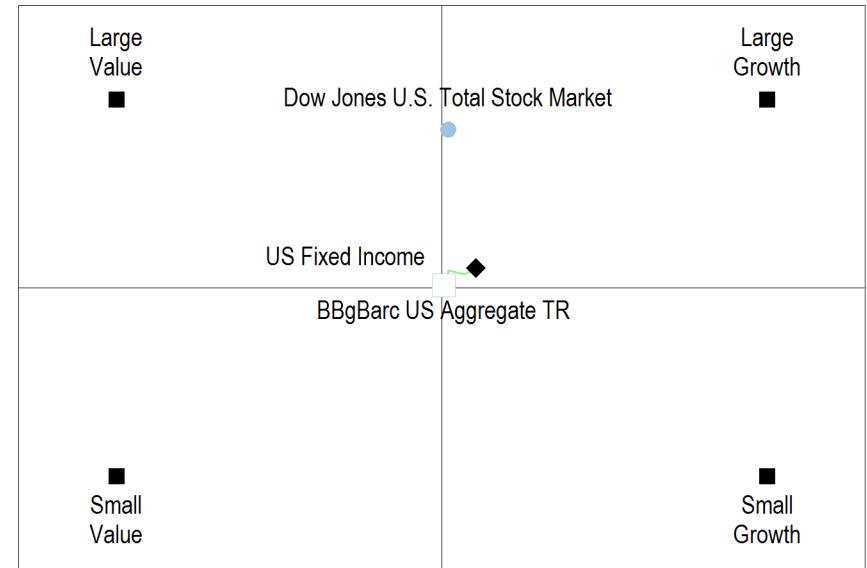 Large
Value
Large
Growth
Dow Jones U.S. Total Stock Market
US Fixed Income
BBgBarc US Aggregate TR
Small
Value
Small
Growth